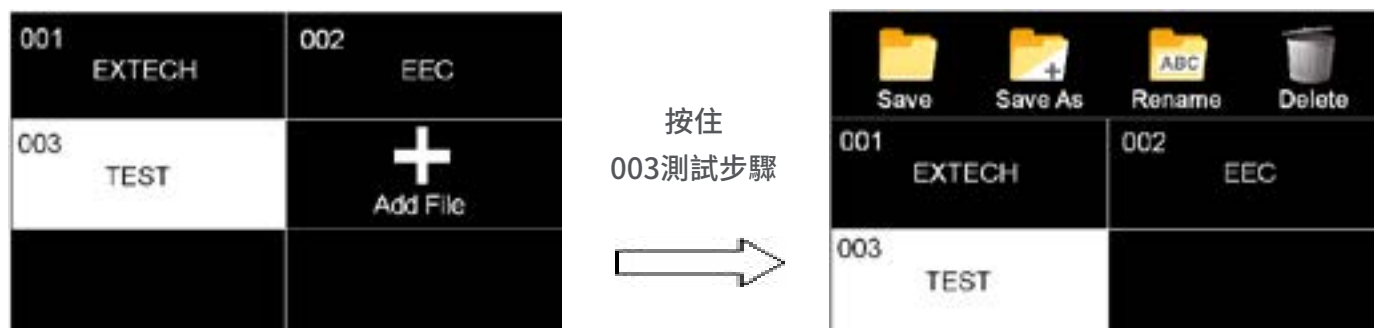 001
EXTECH
002
EEC
003
TEST
Add File
按住
003測試步驟
Save
Save As
ABC
Rename
Delete
001
EXTECH
002
EEC
003
TEST